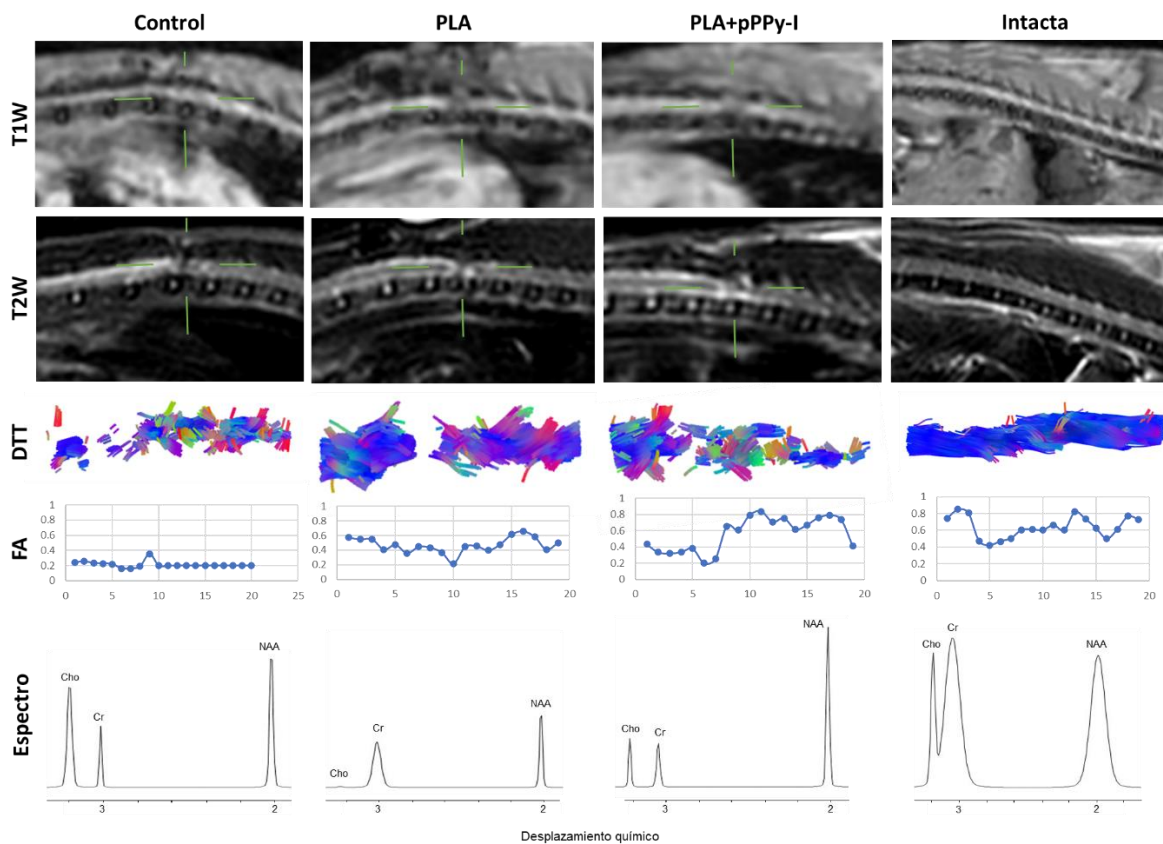 Control PLA PLA+pPPy-I Intacta
T1W
T2W
DTT
FA
1 1 1 1
0.8 0.8 0.8 0.8
0.6 0.6 0.6 0.6
0.4 0.4 0.4 0.4
0.2 0.2 0.2 0.2
0 0 0 0
0 5 10 15 20 25 0 5 10 15 20 0 5 10 15 20 0 5 10 15 20
Espectro
Cho Cr NAA Cho Cr NAA Cho Cr NAA Cho Cr NAA
3 2 3 2 3 2 3 2
Desplazamiento químico